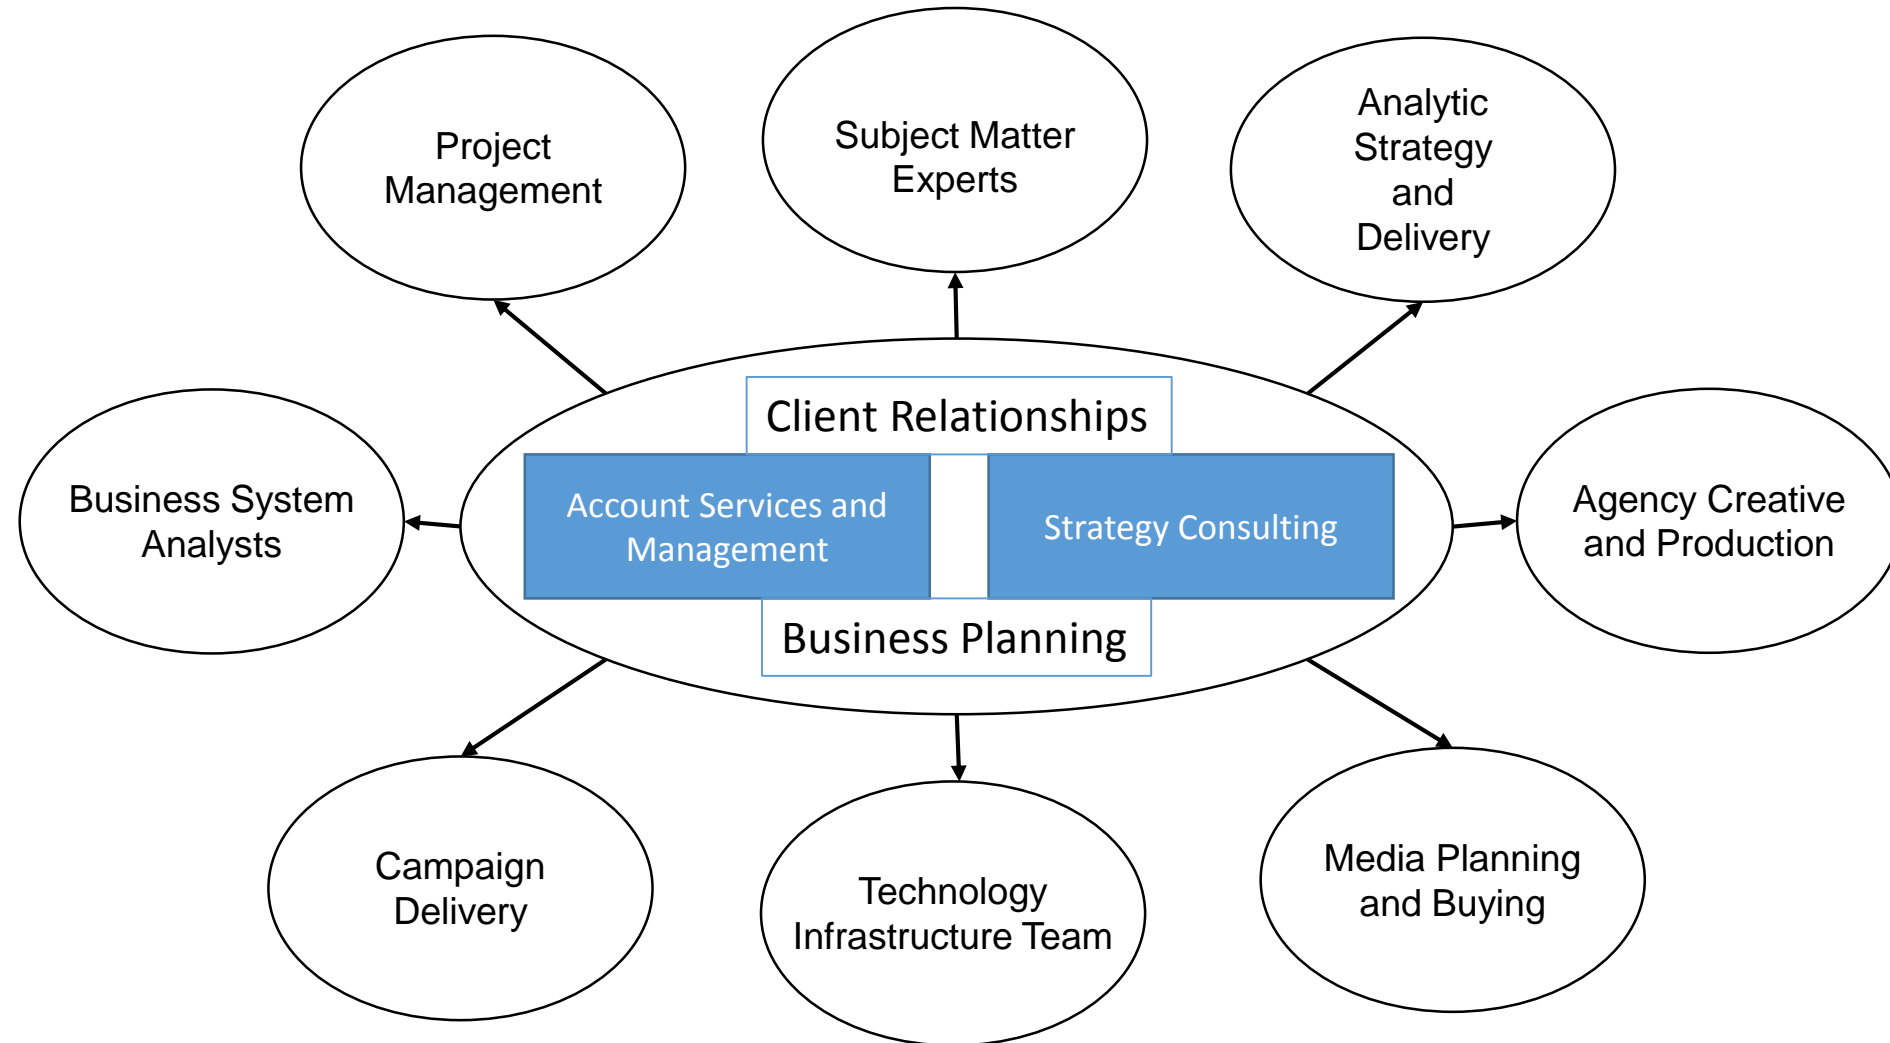 Project
Management
Subject Matter
Experts
Analytic
Strategy
and
Delivery
Client Relationships
Business System
Analysts
Account Services and
Management
Strategy Consulting
Agency Creative
and Production
Business Planning
Campaign
Delivery
Technology
Infrastructure Team
Media Planning
and Buying